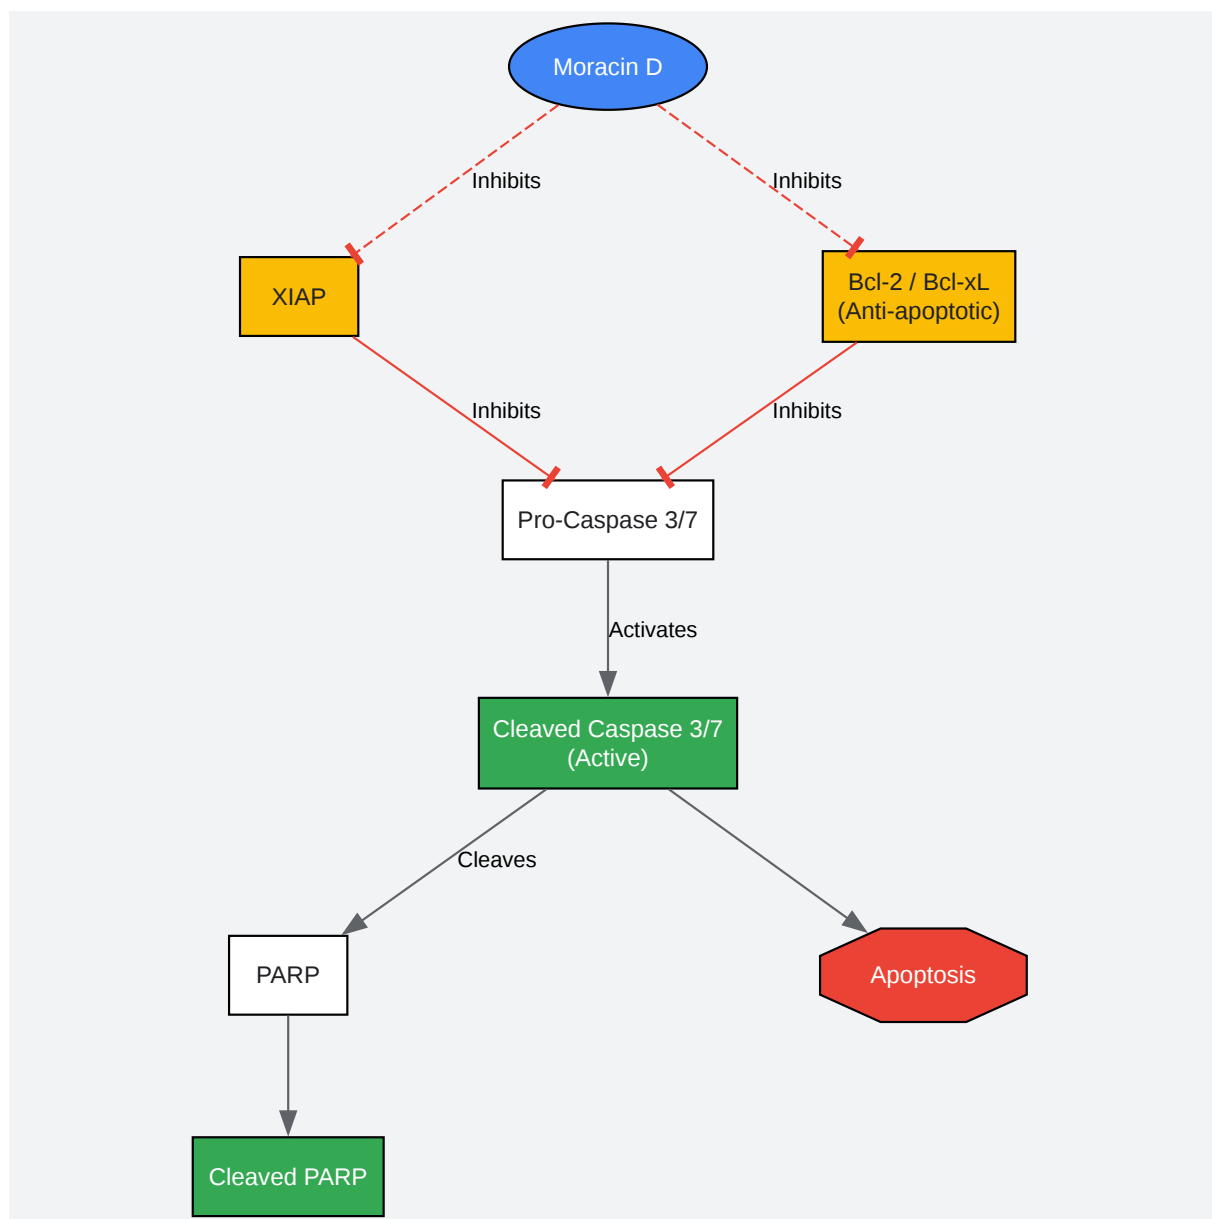 Moracin D
Inhibits
Inhibits
XIAP
Bcl-2 / Bcl-xL
(Anti-apoptotic)
Inhibits
Inhibits
Pro-Caspase 3/7
Activates
Cleaved Caspase 3/7
(Active)
Cleaves
PARP
Apoptosis
Cleaved PARP